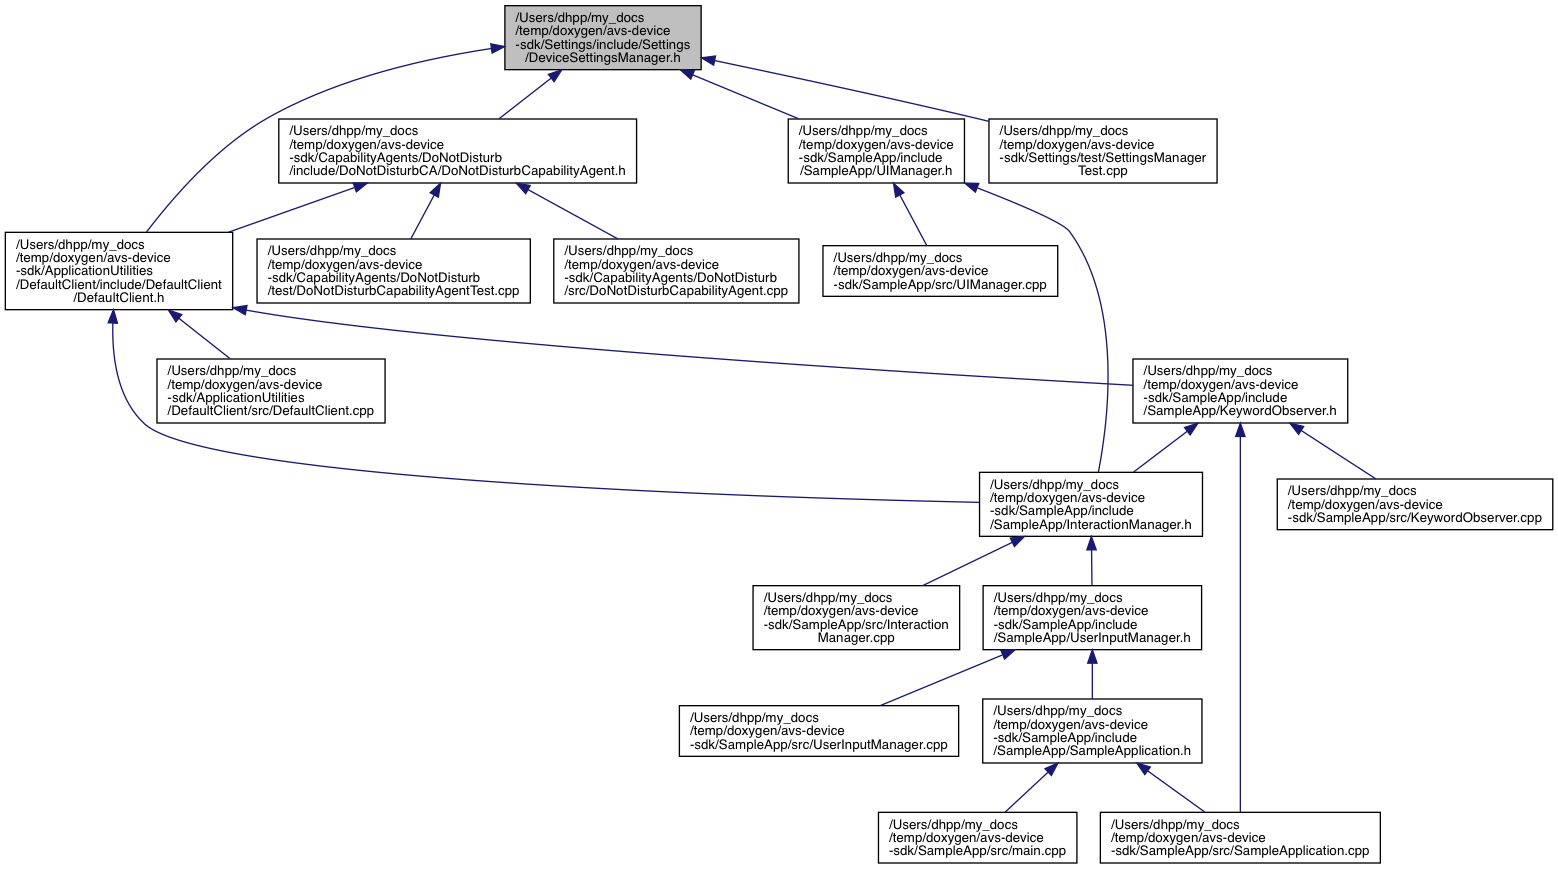 /Users/dhpp/my_docs
/temp/doxygen/avs-device
-sdk/Settings/include/Settings
/DeviceSettingsManager.h
/Users/dhpp/my_docs
/temp/doxygen/avs-device
-sdk/CapabilityAgents/DoNotDisturb
/include/DoNotDisturbCA/DoNotDisturbCapabilityAgent.h
/Users/dhpp/my_docs
/temp/doxygen/avs-device
-sdk/SampleApp/include
/SampleApp/UIManager.h
/Users/dhpp/my_docs
/temp/doxygen/avs-device
-sdk/Settings/test/SettingsManager
Test.cpp
/Users/dhpp/my_docs
/temp/doxygen/avs-device
-sdk/ApplicationUtilities
/DefaultClient/include/DefaultClient
/DefaultClient.h
/Users/dhpp/my_docs
/temp/doxygen/avs-device
-sdk/CapabilityAgents/DoNotDisturb
/test/DoNotDisturbCapabilityAgentTest.cpp
/Users/dhpp/my_docs
/temp/doxygen/avs-device
-sdk/CapabilityAgents/DoNotDisturb
/src/DoNotDisturbCapabilityAgent.cpp
/Users/dhpp/my_docs
/temp/doxygen/avs-device
-sdk/SampleApp/src/UIManager.cpp
/Users/dhpp/my_docs
/temp/doxygen/avs-device
-sdk/ApplicationUtilities
/DefaultClient/src/DefaultClient.cpp
/Users/dhpp/my_docs
/temp/doxygen/avs-device
-sdk/SampleApp/include
/SampleApp/KeywordObserver.h
/Users/dhpp/my_docs
/temp/doxygen/avs-device
-sdk/SampleApp/include
/SampleApp/InteractionManager.h
/Users/dhpp/my_docs
/temp/doxygen/avs-device
-sdk/SampleApp/src/KeywordObserver.cpp
/Users/dhpp/my_docs
/temp/doxygen/avs-device
-sdk/SampleApp/src/Interaction
Manager.cpp
/Users/dhpp/my_docs
/temp/doxygen/avs-device
-sdk/SampleApp/include
/SampleApp/UserInputManager.h
/Users/dhpp/my_docs
/temp/doxygen/avs-device
-sdk/SampleApp/src/UserInputManager.cpp
/Users/dhpp/my_docs
/temp/doxygen/avs-device
-sdk/SampleApp/include
/SampleApp/SampleApplication.h
/Users/dhpp/my_docs
/temp/doxygen/avs-device
-sdk/SampleApp/src/main.cpp
/Users/dhpp/my_docs
/temp/doxygen/avs-device
-sdk/SampleApp/src/SampleApplication.cpp